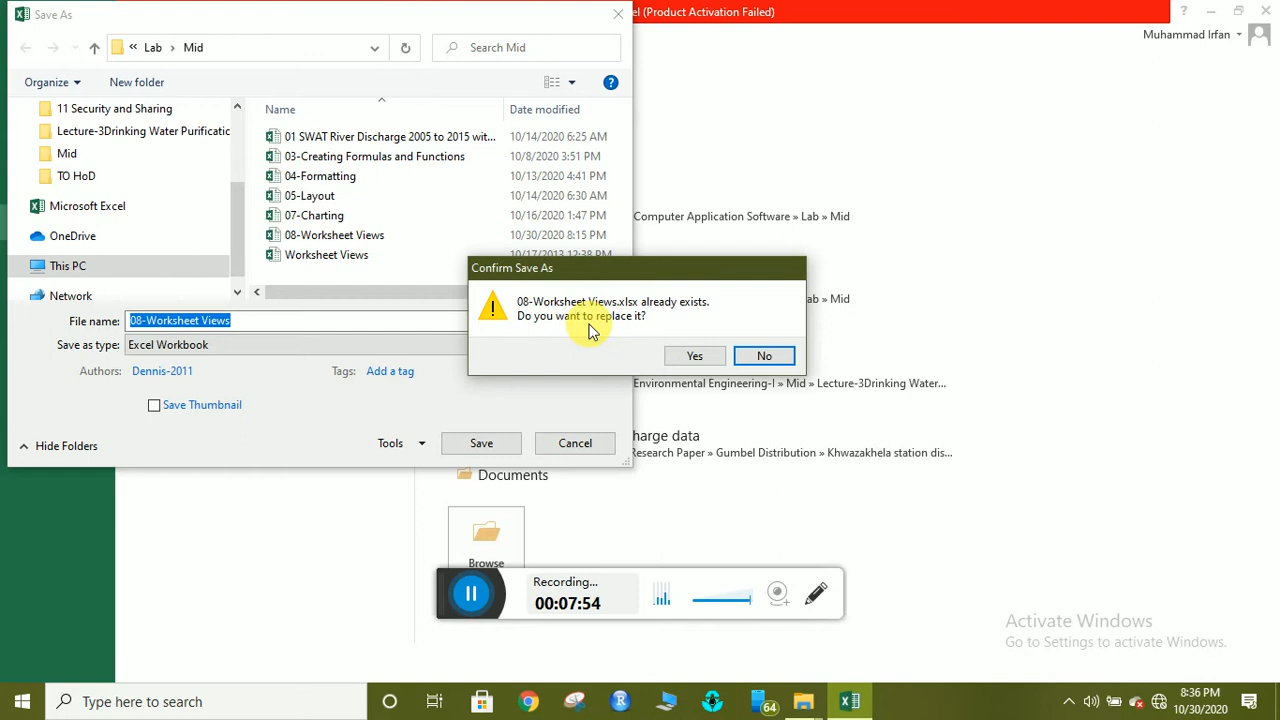 Save As
el (Product Activation Failed)
Muhammad Irfan
Lab Mid
Search Mid
Organize
New folder
Name
Date modified
11 Security and Sharing
Lecture-3Drinking Water Purificatic
Mid
TO HoD
Microsoft Excel
OneDrive
This PC
Network
01 SWAT River Discharge 2005 to 2015 wit... 10/14/2020 6:25 AM
03-Creating Formulas and Functions 10/8/2020 3:51 PM
04-Formatting 10/13/2020 4:41 PM
05-Layout 10/14/2020 6:30 AM
07-Charting 10/16/2020 1:47 PM
08-Worksheet Views 10/30/2020 8:15 PM
Worksheet Views 10/17/2013 12:38 PM
Computer Application Software » Lab » Mid
» Lab » Mid
Confirm Save As
08-Worksheet Views.xlsx already exists.
Do you want to replace it?
Yes
No
File name: 08-Worksheet Views
Save as type: Excel Workbook
Authors: Dennis-2011
Tags: Add a tag
Save Thumbnail
Hide Folders
Tools
Save
Cancel
Environmental Engineering-I » Mid » Lecture-3Drinking Water...
harge data
Research Paper » Gumbel Distribution » Khwazakhela station dis...
Documents
Browse
Recording...
00:07:54
Activate Windows
Go to Settings to activate Windows.
Type here to search
64
8:36 PM
10/30/2020